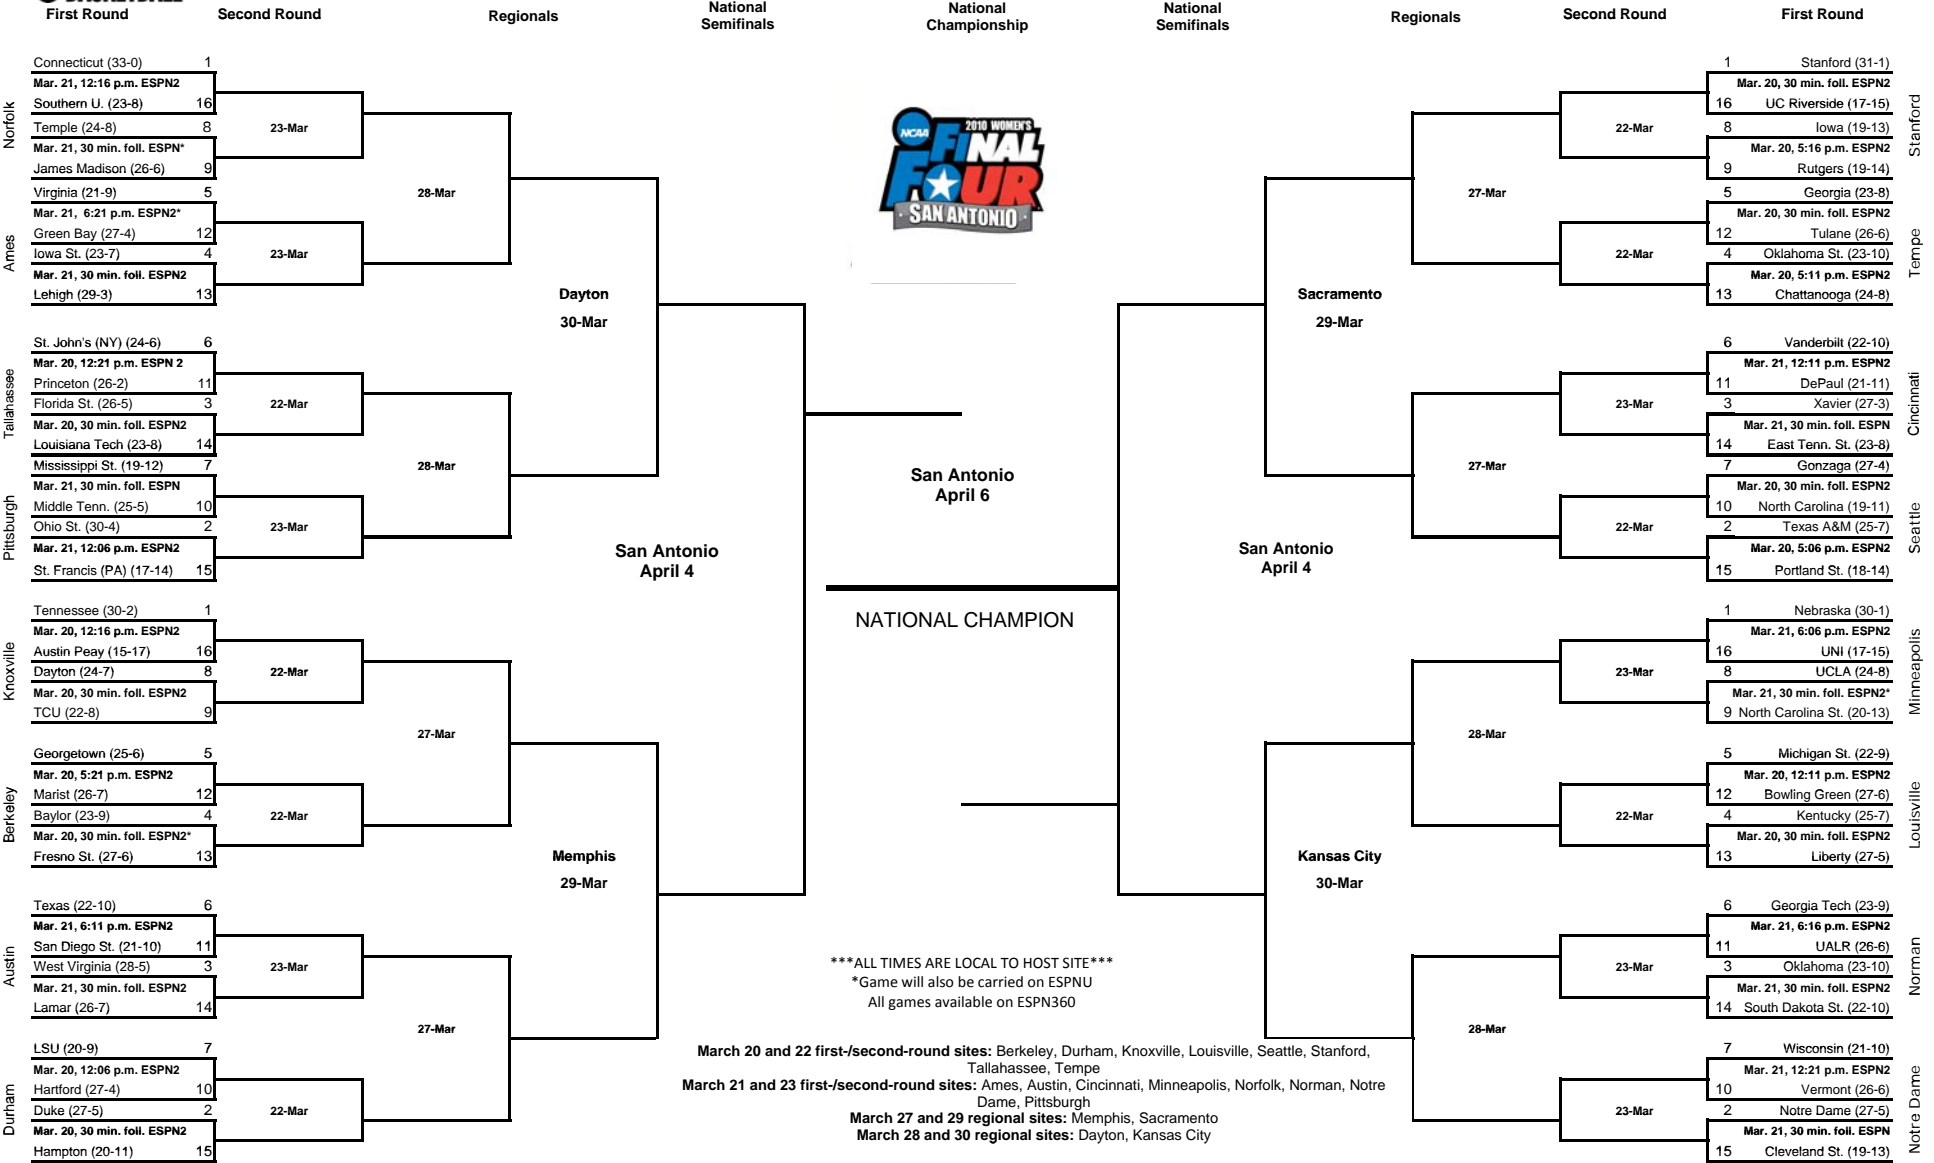 First Round
Second Round
Regionals
National
Semifinals
National
Championship
National
Semifinals
Regionals
Second Round
First Round
Norfolk
Connecticut (33-0) 1
Mar. 21, 12:16 p.m. ESPN2
Southern U. (23-8) 16
Temple (24-8) 8
Mar. 21, 30 min. foll. ESPN*
James Madison (26-6) 9
23-Mar
Ames
Virginia (21-9) 5
Mar. 21, 6:21 p.m. ESPN2*
Green Bay (27-4) 12
Iowa St. (23-7) 4
Mar. 21, 30 min. foll. ESPN2
Lehigh (29-3) 13
23-Mar
28-Mar
Dayton
30-Mar
Tallahassee
St. John's (NY) (24-6) 6
Mar. 20, 12:21 p.m. ESPN 2
Princeton (26-2) 11
Florida St. (26-5) 3
Mar. 20, 30 min. foll. ESPN2
Louisiana Tech (23-8) 14
22-Mar
Pittsburgh
Mississippi St. (19-12) 7
Mar. 21, 30 min. foll. ESPN
Middle Tenn. (25-5) 10
Ohio St. (30-4) 2
Mar. 21, 12:06 p.m. ESPN2
St. Francis (PA) (17-14) 15
23-Mar
28-Mar
San Antonio
April 4
Knoxville
Tennessee (30-2) 1
Mar. 20, 12:16 p.m. ESPN2
Austin Peay (15-17) 16
Dayton (24-7) 8
Mar. 20, 30 min. foll. ESPN2
TCU (22-8) 9
22-Mar
Berkeley
Georgetown (25-6) 5
Mar. 20, 5:21 p.m. ESPN2
Marist (26-7) 12
Baylor (23-9) 4
Mar. 20, 30 min. foll. ESPN2*
Fresno St. (27-6) 13
22-Mar
27-Mar
Memphis
29-Mar
Austin
Texas (22-10) 6
Mar. 21, 6:11 p.m. ESPN2
San Diego St. (21-10) 11
West Virginia (28-5) 3
Mar. 21, 30 min. foll. ESPN2
Lamar (26-7) 14
23-Mar
Durham
LSU (20-9) 7
Mar. 20, 12:06 p.m. ESPN2
Hartford (27-4) 10
Duke (27-5) 2
Mar. 20, 30 min. foll. ESPN2
Hampton (20-11) 15
22-Mar
27-Mar
NCAA
2010 WOMEN'S
FINAL
FOUR
SAN ANTONIO
San Antonio
April 6
NATIONAL CHAMPION
***ALL TIMES ARE LOCAL TO HOST SITE***
*Game will also be carried on ESPNU
All games available on ESPN360
March 20 and 22 first-/second-round sites: Berkeley, Durham, Knoxville, Louisville, Seattle, Stanford,
Tallahassee, Tempe
March 21 and 23 first-/second-round sites: Ames, Austin, Cincinnati, Minneapolis, Norfolk, Norman, Notre
Dame, Pittsburgh
March 27 and 29 regional sites: Memphis, Sacramento
March 28 and 30 regional sites: Dayton, Kansas City
Stanford
1 Stanford (31-1)
Mar. 20, 30 min. foll. ESPN2
16 UC Riverside (17-15)
8 Iowa (19-13)
Mar. 20, 5:16 p.m. ESPN2
9 Rutgers (19-14)
22-Mar
Tempe
5 Georgia (23-8)
Mar. 20, 30 min. foll. ESPN2
12 Tulane (26-6)
4 Oklahoma St. (23-10)
Mar. 20, 5:11 p.m. ESPN2
13 Chattanooga (24-8)
22-Mar
27-Mar
Sacramento
29-Mar
Cincinnati
6 Vanderbilt (22-10)
Mar. 21, 12:11 p.m. ESPN2
11 DePaul (21-11)
3 Xavier (27-3)
Mar. 21, 30 min. foll. ESPN
14 East Tenn. St. (23-8)
23-Mar
Seattle
7 Gonzaga (27-4)
Mar. 20, 30 min. foll. ESPN2
10 North Carolina (19-11)
2 Texas A&M (25-7)
Mar. 20, 5:06 p.m. ESPN2
15 Portland St. (18-14)
22-Mar
27-Mar
San Antonio
April 4
Minneapolis
1 Nebraska (30-1)
Mar. 21, 6:06 p.m. ESPN2
16 UNI (17-15)
8 UCLA (24-8)
Mar. 21, 30 min. foll. ESPN2*
9 North Carolina St. (20-13)
23-Mar
Louisville
5 Michigan St. (22-9)
Mar. 20, 12:11 p.m. ESPN2
12 Bowling Green (27-6)
4 Kentucky (25-7)
Mar. 20, 30 min. foll. ESPN2
13 Liberty (27-5)
22-Mar
28-Mar
Kansas City
30-Mar
Norman
6 Georgia Tech (23-9)
Mar. 21, 6:16 p.m. ESPN2
11 UALR (26-6)
3 Oklahoma (23-10)
Mar. 21, 30 min. foll. ESPN2
14 South Dakota St. (22-10)
23-Mar
Notre Dame
7 Wisconsin (21-10)
Mar. 21, 12:21 p.m. ESPN2
10 Vermont (26-6)
2 Notre Dame (27-5)
Mar. 21, 30 min. foll. ESPN
15 Cleveland St. (19-13)
23-Mar
28-Mar